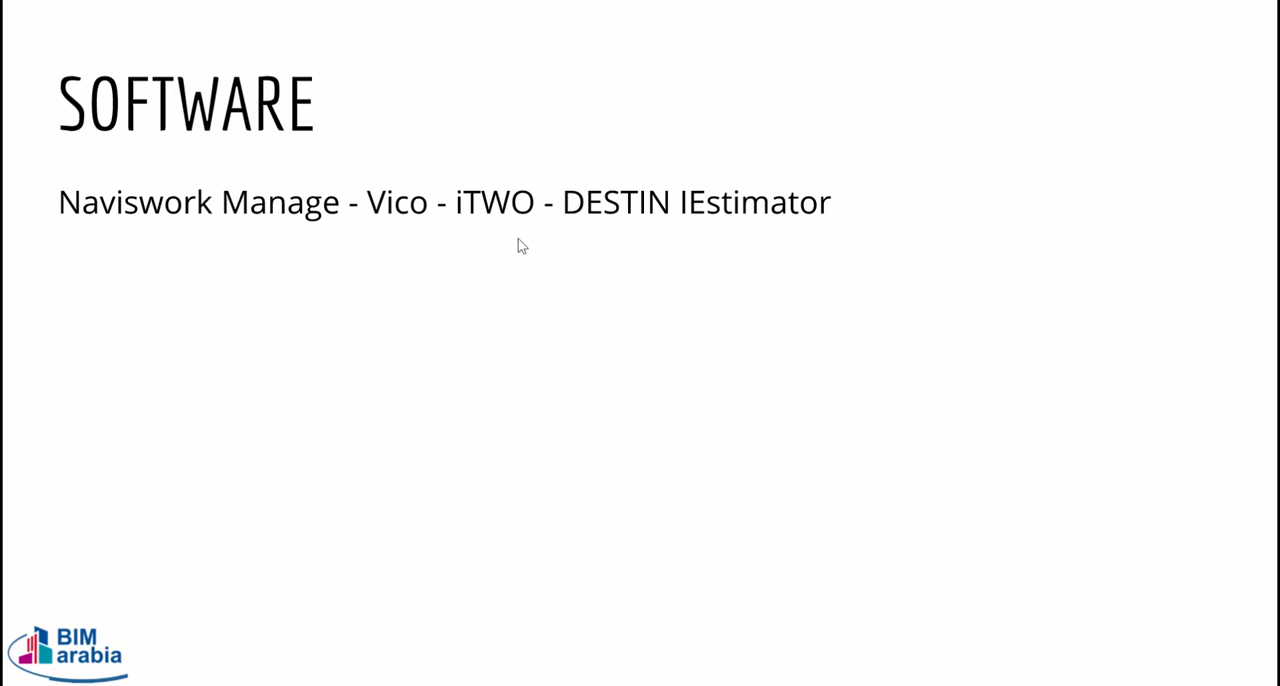 SOFTWARE
Naviswork Manage - Vico - iTWO - DESTIN IEstimator
BIM
arabia